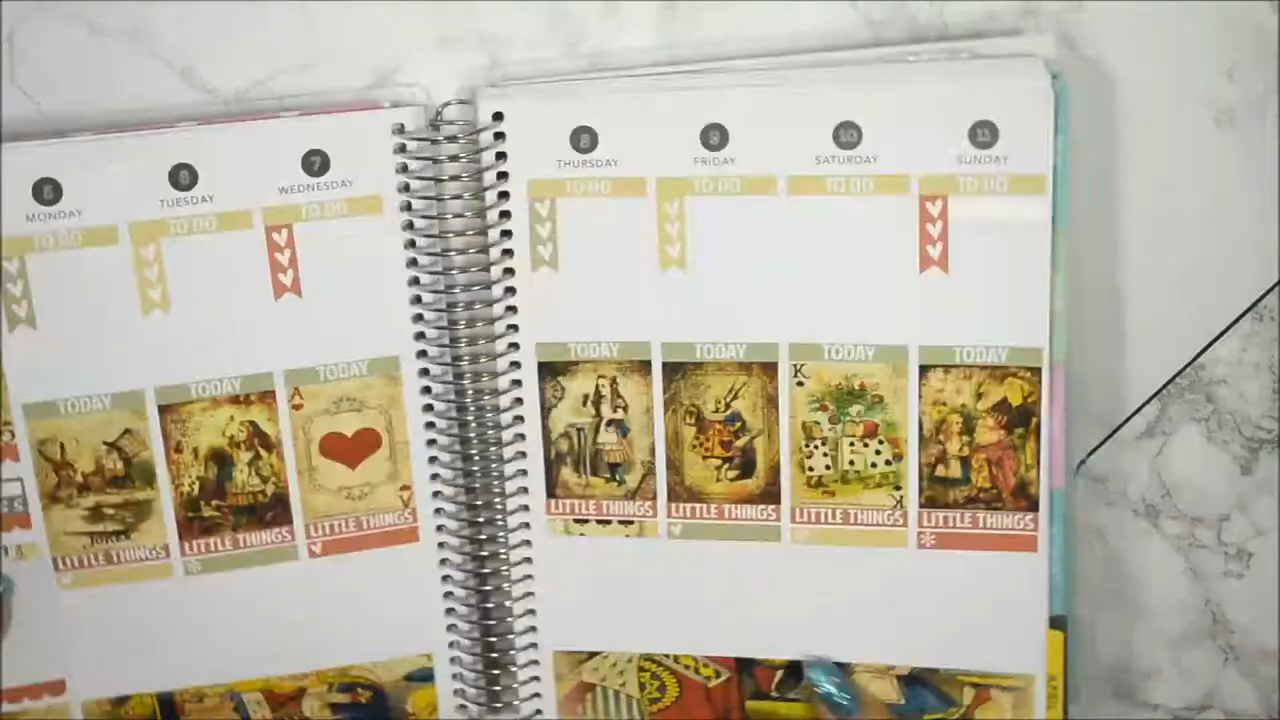 5
MONDAY
TO DO
6
TUESDAY
TO DO
7
WEDNESDAY
TO DO
8
THURSDAY
TO DO
9
FRIDAY
TO DO
10
SATURDAY
TO DO
11
SUNDAY
TO DO
TODAY
JOKER
LITTLE THINGS
TODAY
LITTLE THINGS
TODAY
A
LITTLE THINGS
TODAY
LITTLE THINGS
TODAY
LITTLE THINGS
TODAY
K
K
LITTLE THINGS
TODAY
LITTLE THINGS